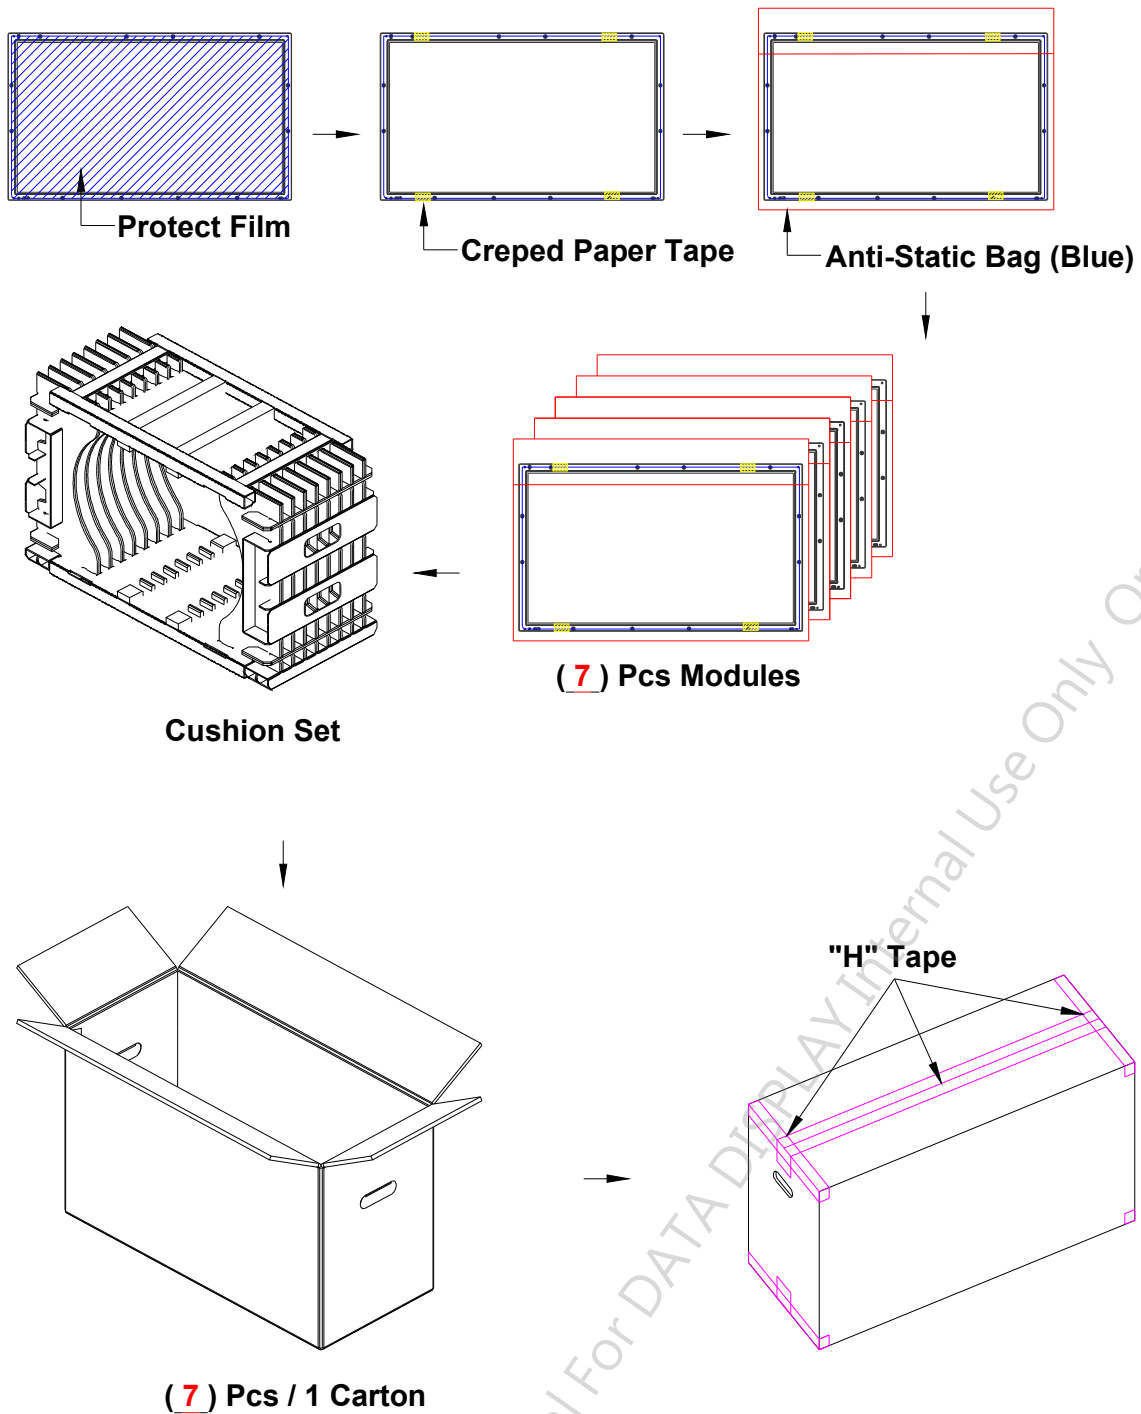 Protect Film
Creped Paper Tape
Anti-Static Bag (Blue)
( 7 ) Pcs Modules
Cushion Set
"H" Tape
( 7 ) Pcs / 1 Carton
For DATA DISPLAY Internal Use Only